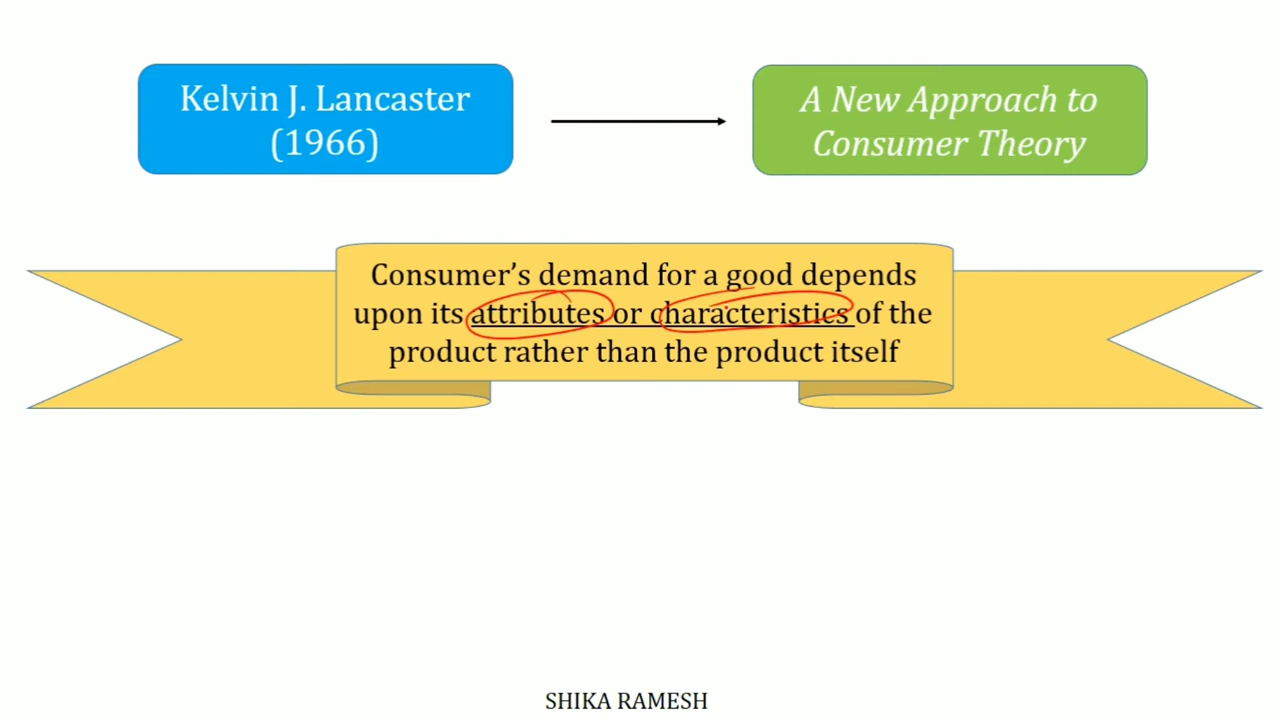 Kelvin J. Lancaster
(1966)
A New Approach to
Consumer Theory
Consumer’s demand for a good depends
upon its attributes or characteristics of the
product rather than the product itself
SHIKA RAMESH